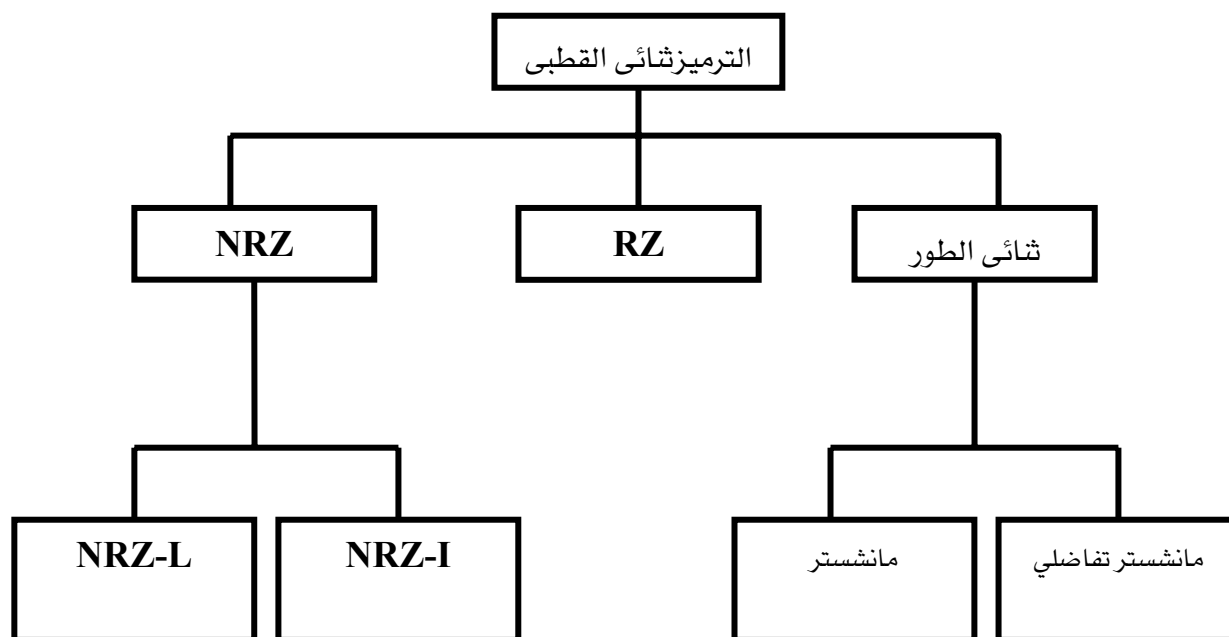 الترميزثنائى القطبى
NRZ
RZ
ثنائى الطور
NRZ-L
NRZ-I
مانشستر
مانشستر تفاضلي